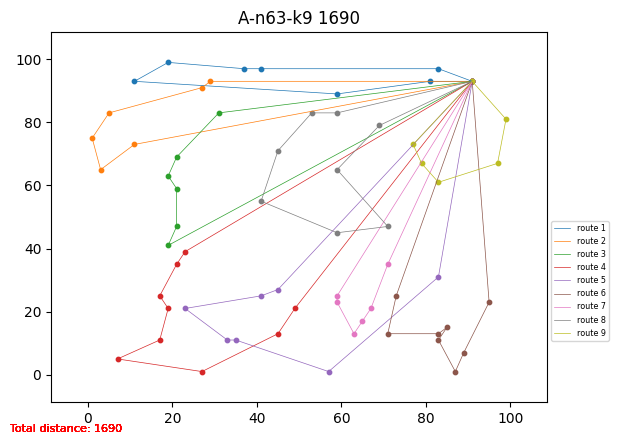 A-n63-k9 1690
100
80
60
40
20
0
0 20 40 60 80 100
route 1
route 2
route 3
route 4
route 5
route 6
route 7
route 8
route 9
Total distance: 1690